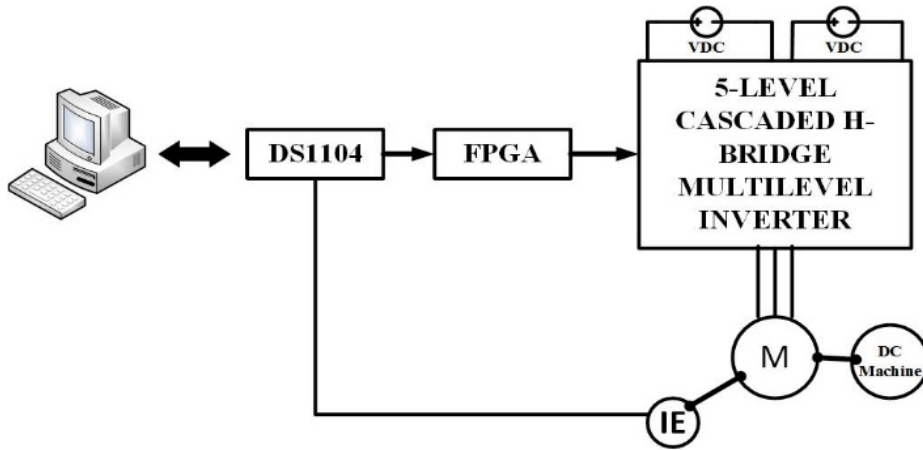 VDC
VDC
5-LEVEL
CASCADED H-
BRIDGE
MULTILEVEL
INVERTER
DS1104
FPGA
M
DC
Machine
IE